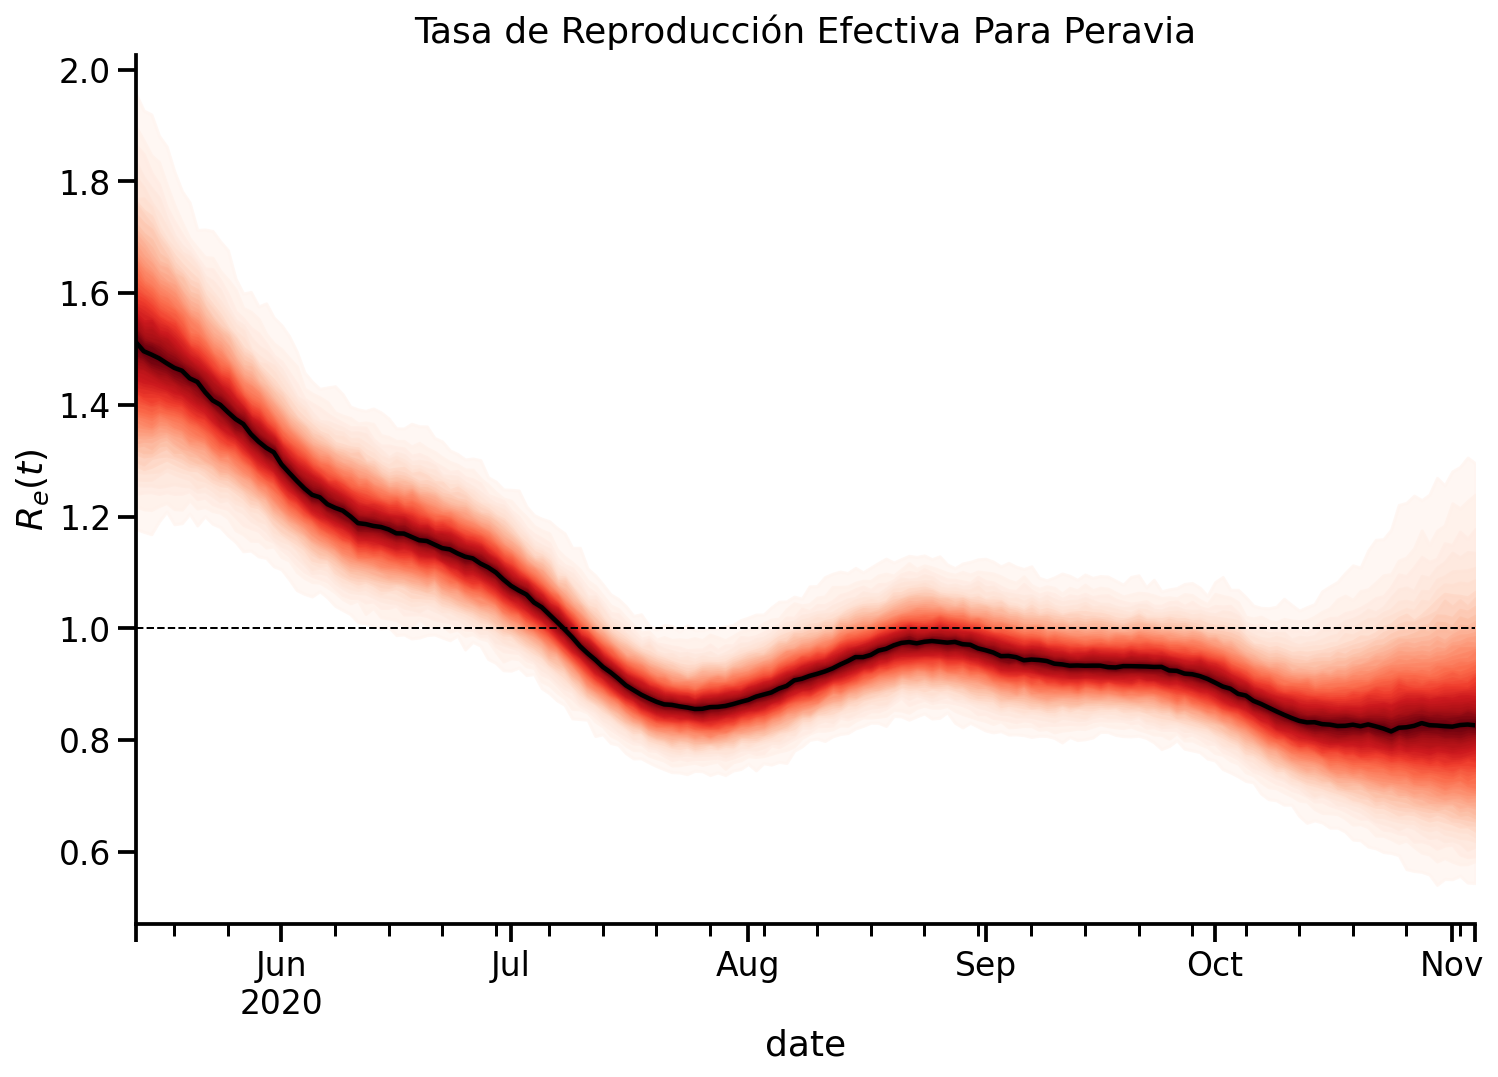 Tasa de Reproducción Efectiva Para Peravia
2.0
1.8
1.6
1.4
1.2
1.0
0.8
0.6
R_e(t)
Jun Jul Aug Sep Oct Nov
2020
date